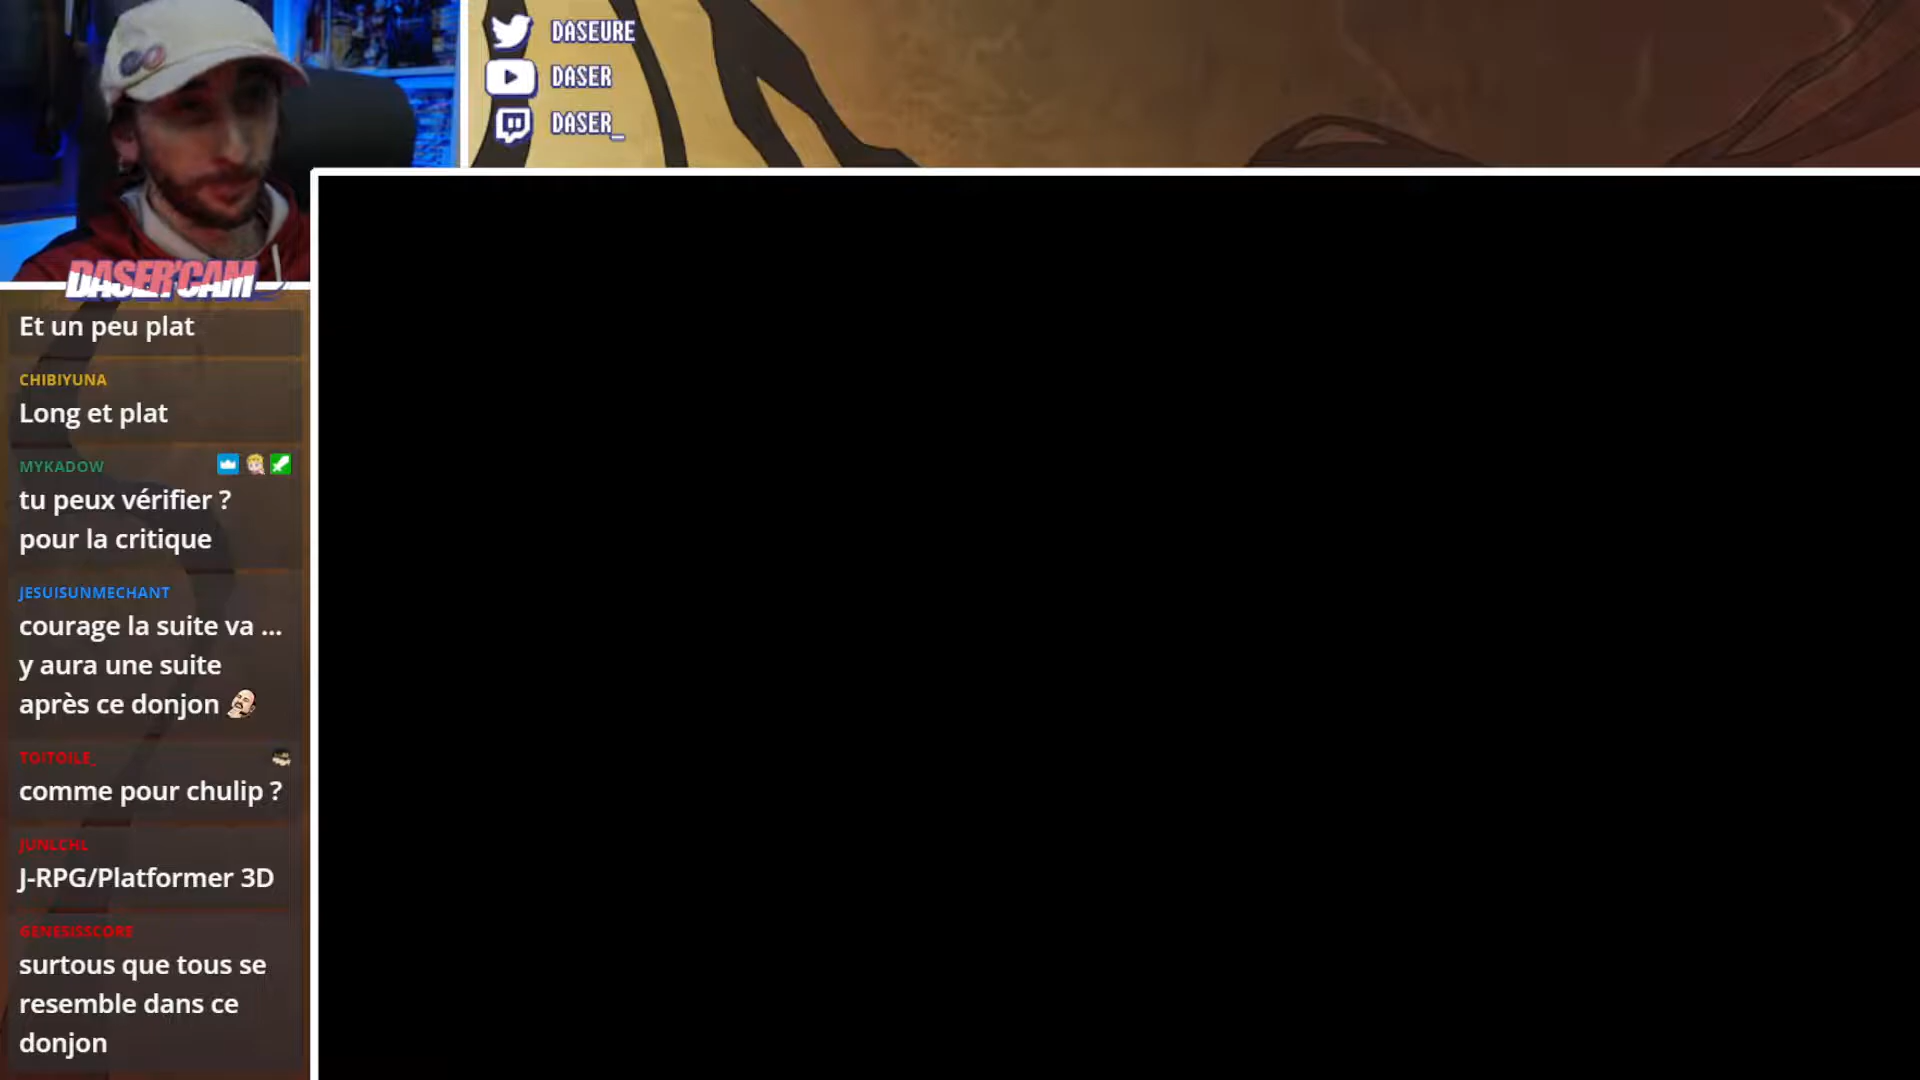 DASEURE
DASER
DASER_
DASER'CAM
Et un peu plat
CHIBIYUNA
Long et plat
MYKADOW
tu peux vérifier ?
pour la critique
JESUISUNMECHANT
courage la suite va ...
y aura une suite
après ce donjon
TOITOILE_
comme pour chulip ?
JUNLCHL
J-RPG/Platformer 3D
GENESISSCORE
surtous que tous se
resemble dans ce
donjon